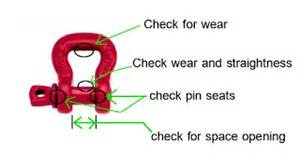 Check for wear
Check wear and straightness
check pin seats
check for space opening